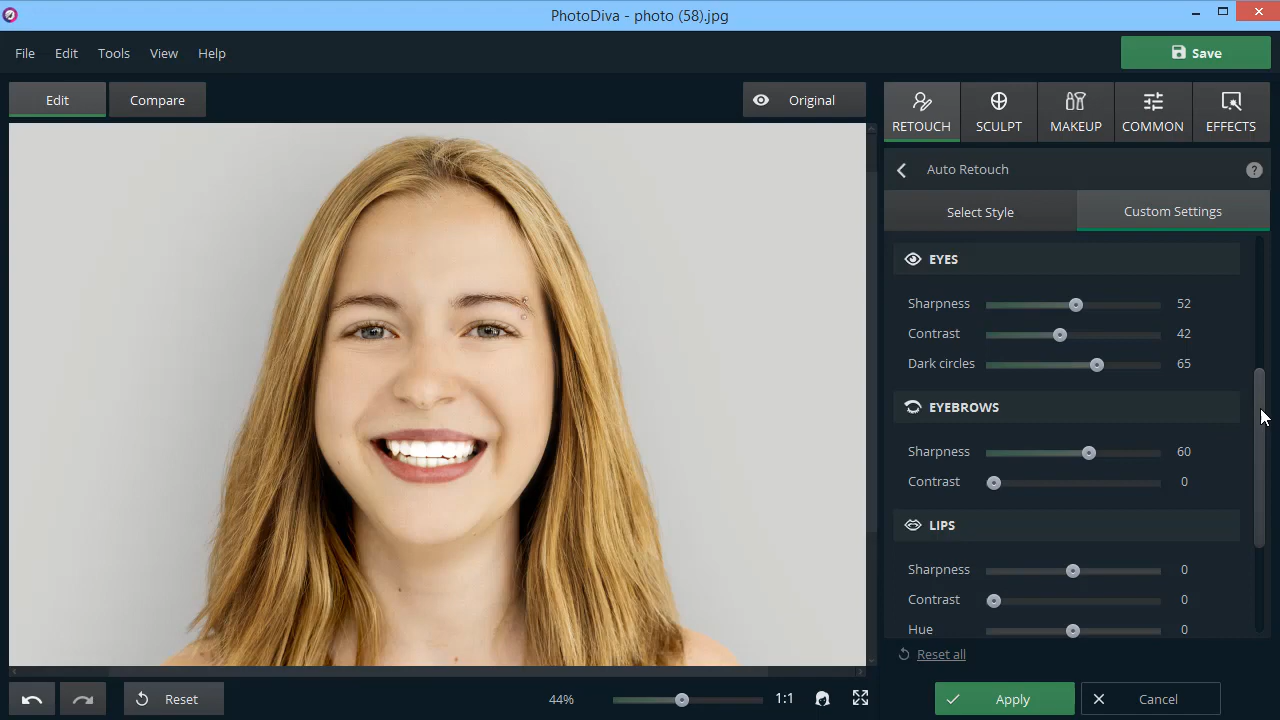 PhotoDiva - photo (58).jpg
File Edit Tools View Help
Save
Edit Compare Original
RETOUCH SCULPT MAKEUP COMMON EFFECTS
Auto Retouch ?
Select Style Custom Settings
EYES
Sharpness 52
Contrast 42
Dark circles 65
EYEBROWS
Sharpness 60
Contrast 0
LIPS
Sharpness 0
Contrast 0
Hue 0
Reset all
Reset 44% 1:1 Apply Cancel